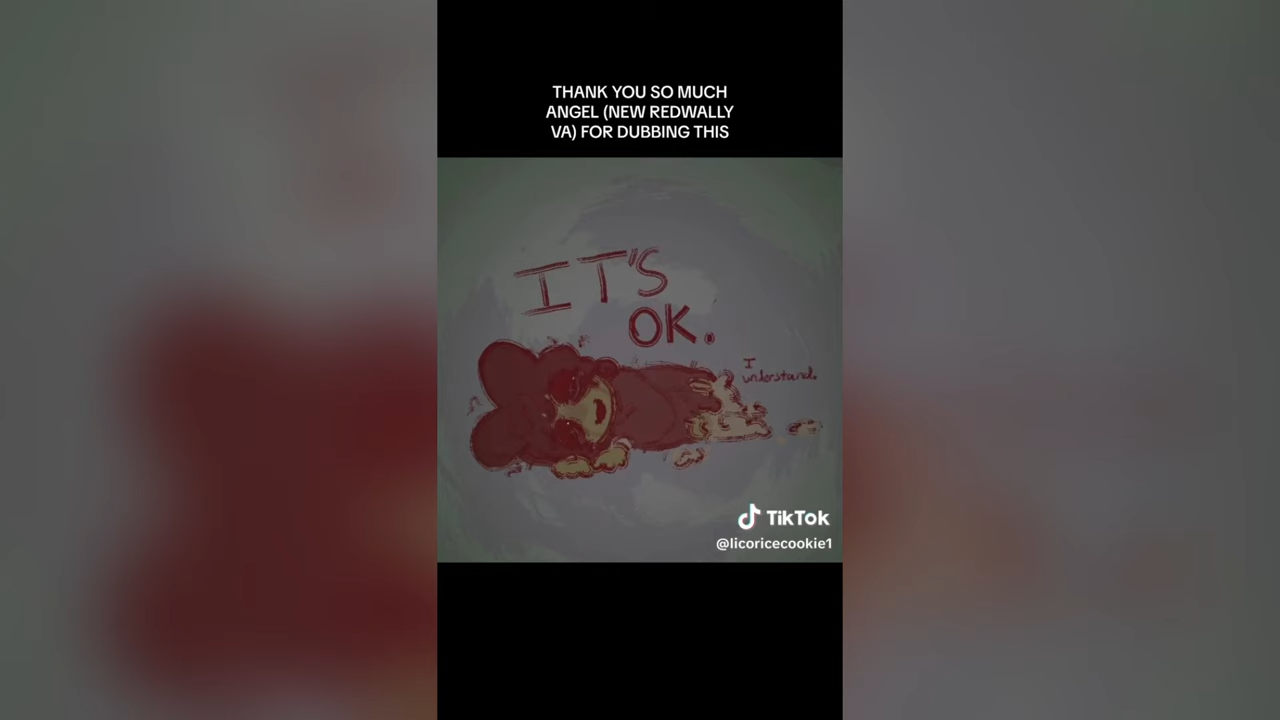 THANK YOU SO MUCH
ANGEL (NEW REDWALLY
VA) FOR DUBBING THIS
IT'S
OK.
I
understand.
TikTok
@licoricecookie1